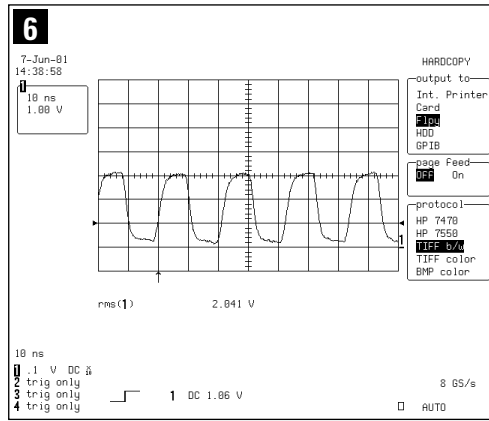 6
7-Jun-01
14:38:58
1
10 ns
1.00 V
HARDCOPY
output to
Int. Printer
Card
Flpy
HDD
GPIB
page feed
OFF On
protocol
HP 7470
HP 7550
TIFF b/w
TIFF color
BMP color
1
rms(1) 2.041 V
10 ns
1 .1 V DC
2 trig only
3 trig only
4 trig only
1 DC 1.06 V
8 GS/s
AUTO